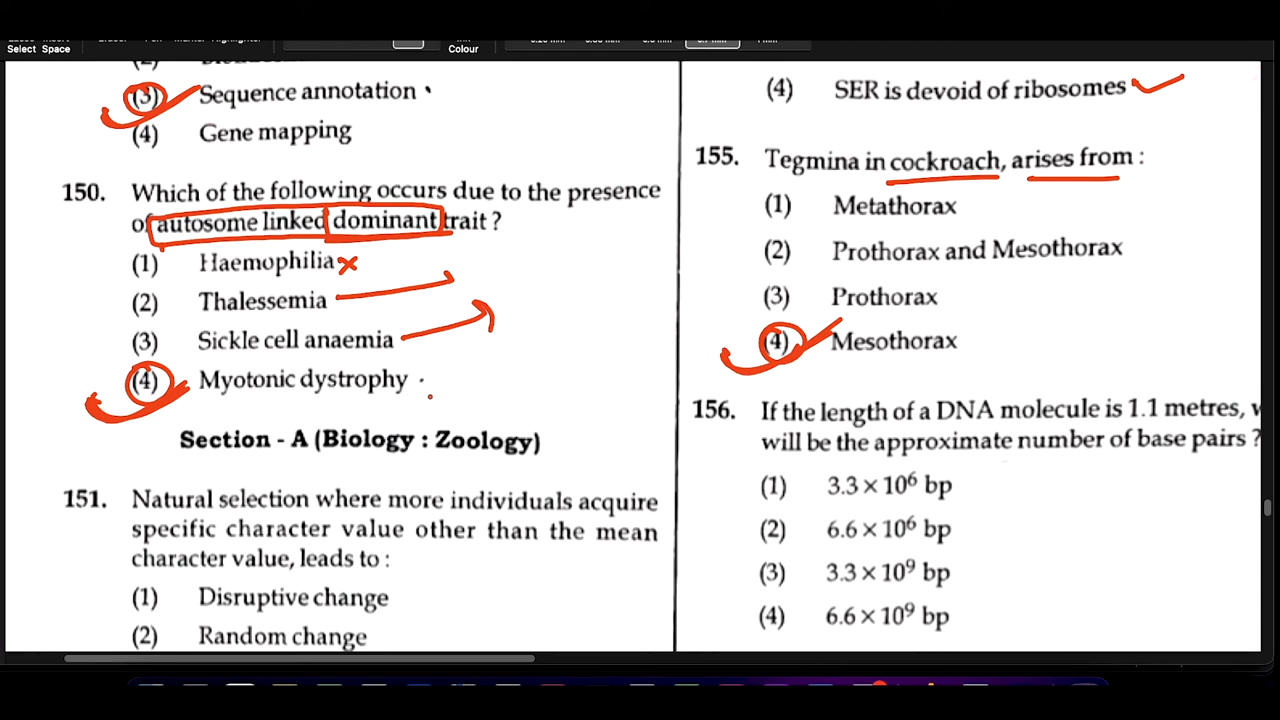 Select Space
Colour
(3) Sequence annotation
(4) Gene mapping
150. Which of the following occurs due to the presence
of autosome linked dominant trait ?
(1) Haemophilia
(2) Thalessemia
(3) Sickle cell anaemia
(4) Myotonic dystrophy
Section - A (Biology : Zoology)
151. Natural selection where more individuals acquire
specific character value other than the mean
character value, leads to :
(1) Disruptive change
(2) Random change
(4) SER is devoid of ribosomes
155. Tegmina in cockroach, arises from :
(1) Metathorax
(2) Prothorax and Mesothorax
(3) Prothorax
(4) Mesothorax
156. If the length of a DNA molecule is 1.1 metres,
will be the approximate number of base pairs ?
(1) 3.3 × 10⁶ bp
(2) 6.6 × 10⁶ bp
(3) 3.3 × 10⁹ bp
(4) 6.6 × 10⁹ bp